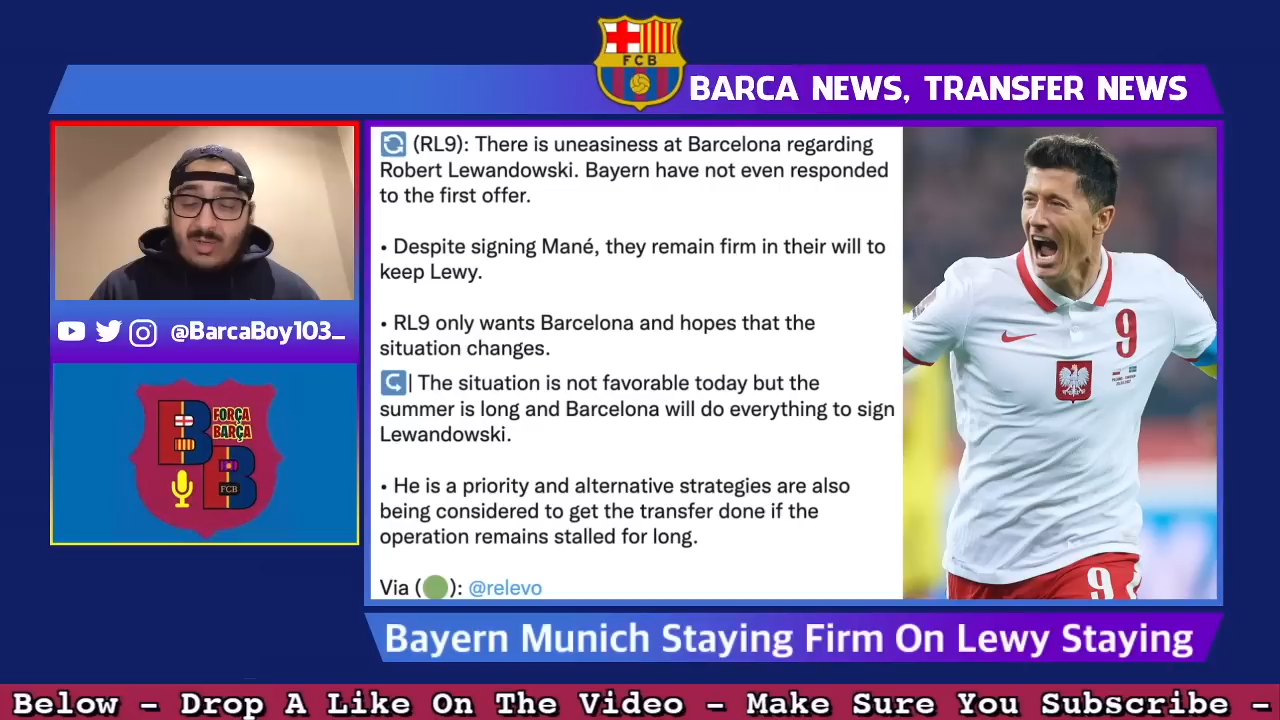 FCB
BARCA NEWS, TRANSFER NEWS
(RL9): There is uneasiness at Barcelona regarding
Robert Lewandowski. Bayern have not even responded
to the first offer.
• Despite signing Mané, they remain firm in their will to
keep Lewy.
• RL9 only wants Barcelona and hopes that the
situation changes.
| The situation is not favorable today but the
summer is long and Barcelona will do everything to sign
Lewandowski.
• He is a priority and alternative strategies are also
being considered to get the transfer done if the
operation remains stalled for long.
Via ( ): @relevo
@BarcaBoy103_
B FORÇA
BARÇA
B
FCB
9
9
Bayern Munich Staying Firm On Lewy Staying
Below - Drop A Like On The Video - Make Sure You Subscribe -